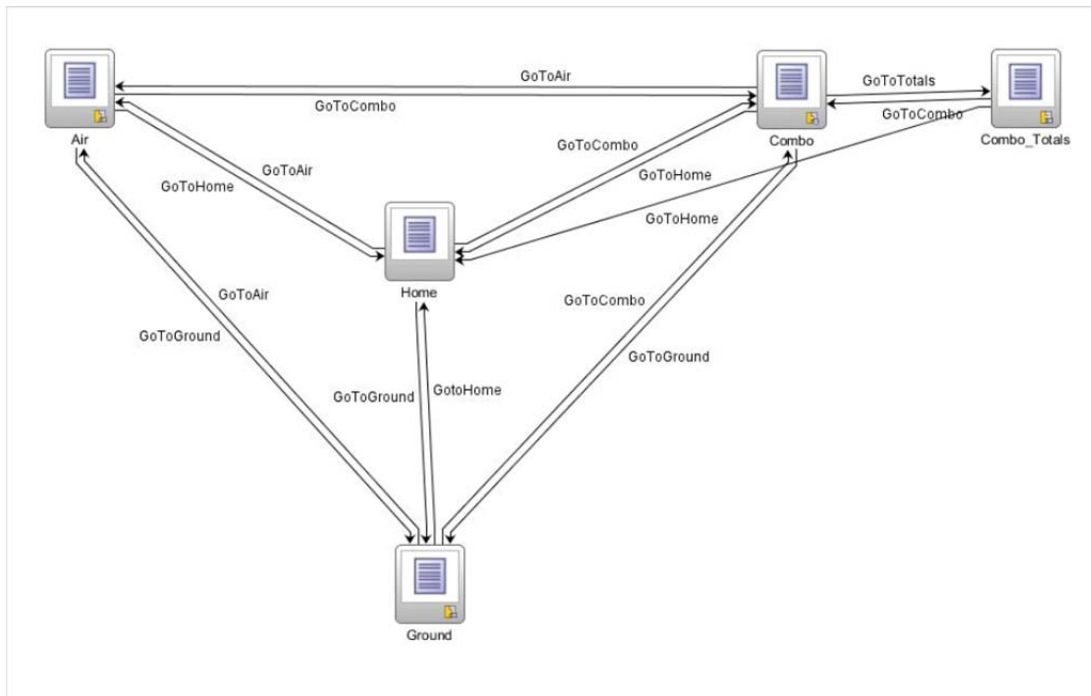 GoToAir
GoToTotals
GoToCombo
GoToCombo
Air
Combo
Combo_Totals
GoToCombo
GoToAir
GoToHome
GoToHome
GoToHome
Home
GoToAir
GoToCombo
GoToGround
GoToGround
GoToGround
GotoHome
Ground